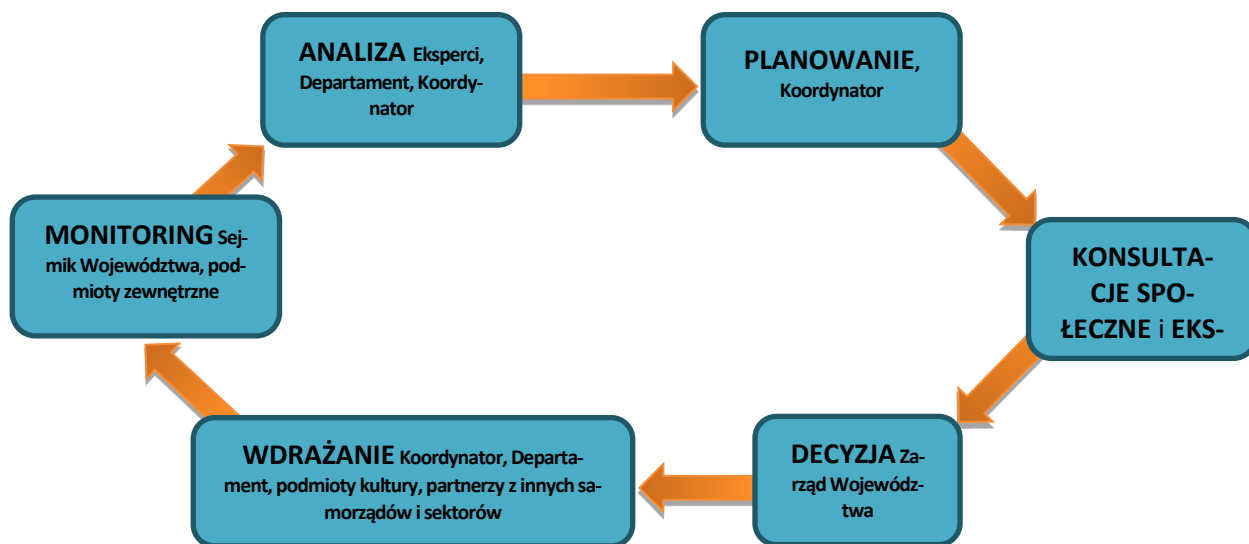 ANALIZA Eksperci,
Departament, Koordy-
nator
PLANOWANIE,
Koordynator
KONSULTA-
CJE SPO-
ŁECZNE i EKS-
DECYZJA Za-
rząd Wojewódz-
twa
WDRAŻANIE Koordynator, Departa-
ment, podmioty kultury, partnerzy z innych sa-
morządów i sektorów
MONITORING Sej-
mik Województwa, pod-
mioty zewnętrzne